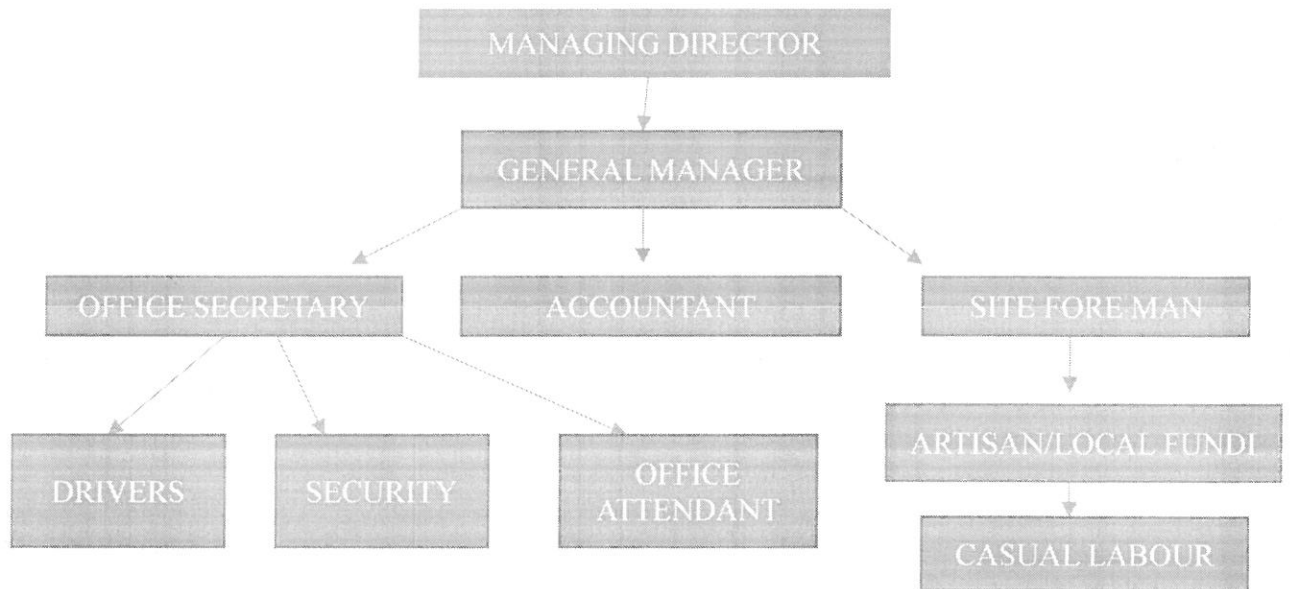 MANAGING DIRECTOR
GENERAL MANAGER
OFFICE SECRETARY
ACCOUNTANT
SITE FORE MAN
DRIVERS
SECURITY
OFFICE
ATTENDANT
ARTISAN/LOCAL FUNDI
CASUAL LABOUR